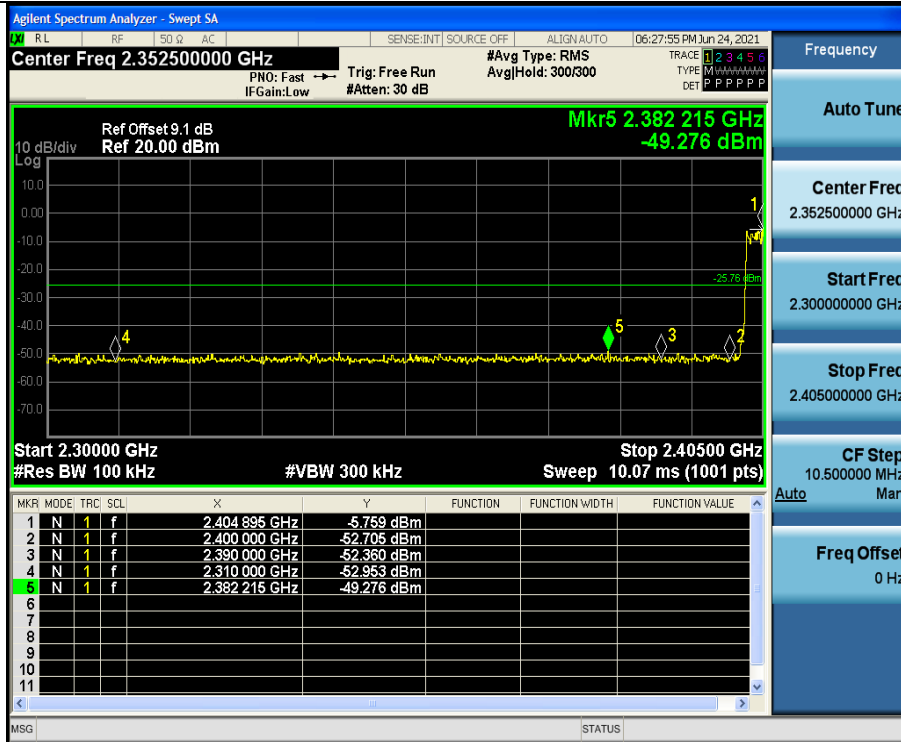 Agilent Spectrum Analyzer - Swept SA
LXI RL RF 50 Ω AC SENSE:INT SOURCE OFF ALIGN AUTO 06:27:55 PM Jun 24, 2021
Center Freq 2.352500000 GHz
PNO: Fast
IFGain:Low
Trig: Free Run
#Atten: 30 dB
#Avg Type: RMS
Avg|Hold: 300/300
TRACE 1 2 3 4 5 6
TYPE M
DET P P P P P P
Mkr5 2.382 215 GHz
-49.276 dBm
Ref Offset 9.1 dB
10 dB/div Ref 20.00 dBm
Log
10.0
0.00
-10.0
-20.0
-30.0
-40.0
-50.0
-60.0
-70.0
1
-25.76 dBm
4
5
3
2
Start 2.30000 GHz Stop 2.40500 GHz
#Res BW 100 kHz #VBW 300 kHz Sweep 10.07 ms (1001 pts)
MKR MODE TRC SCL X Y FUNCTION FUNCTION WIDTH FUNCTION VALUE
1 N 1 f 2.404 895 GHz -5.759 dBm
2 N 1 f 2.400 000 GHz -52.705 dBm
3 N 1 f 2.390 000 GHz -52.360 dBm
4 N 1 f 2.310 000 GHz -52.953 dBm
5 N 1 f 2.382 215 GHz -49.276 dBm
6
7
8
9
10
11
MSG STATUS
Frequency
Auto Tune
Center Freq
2.352500000 GHz
Start Freq
2.300000000 GHz
Stop Freq
2.405000000 GHz
CF Step
10.500000 MHz
Auto Man
Freq Offset
0 Hz